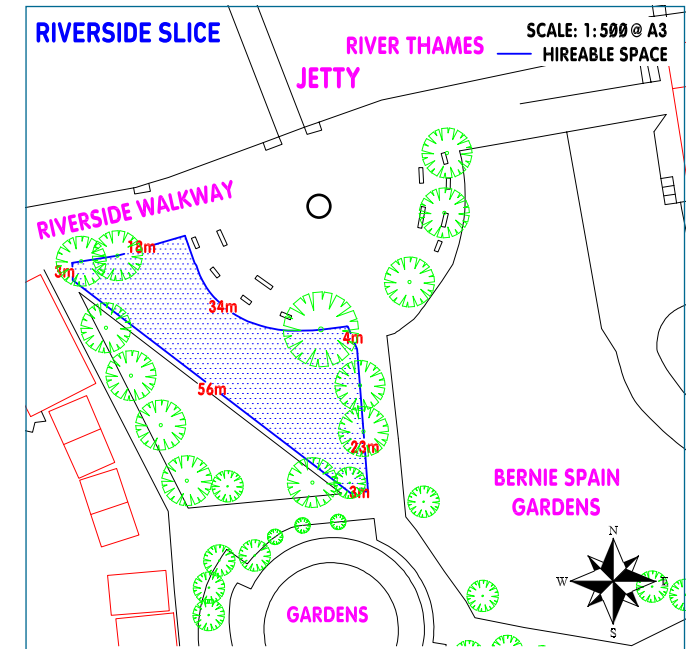 RIVERSIDE SLICE
SCALE: 1:500 @ A3
RIVER THAMES
HIREABLE SPACE
JETTY
RIVERSIDE WALKWAY
18m
3m
34m
4m
56m
23m
3m
BERNIE SPAIN
GARDENS
N
W
E
S
GARDENS